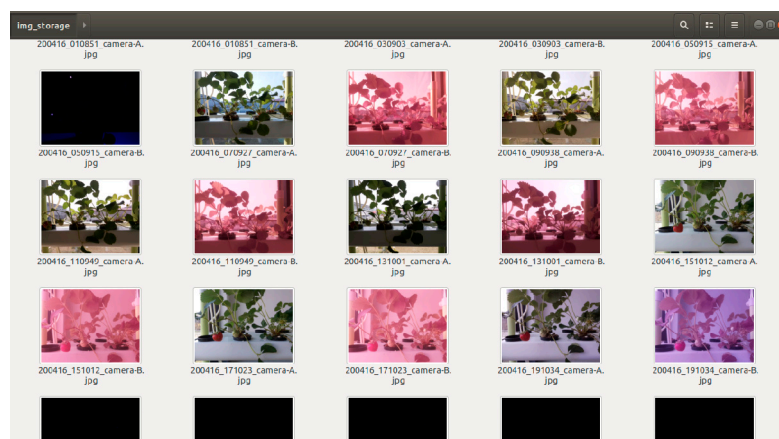 img_storage
200416_010851_camera-A. 200416_010851_camera-B. 200416_030903_camera-A. 200416_030903_camera-B. 200416_050915_camera-A.
jpg jpg jpg jpg jpg
200416_050915_camera-B. 200416_070927_camera-A. 200416_070927_camera-B. 200416_090938_camera-A. 200416_090938_camera-B.
jpg jpg jpg jpg jpg
200416_110949_camera-A. 200416_110949_camera-B. 200416_131001_camera-A. 200416_131001_camera-B. 200416_151012_camera-A.
jpg jpg jpg jpg jpg
200416_151012_camera-B. 200416_171023_camera-A. 200416_171023_camera-B. 200416_191034_camera-A. 200416_191034_camera-B.
jpg jpg jpg jpg jpg